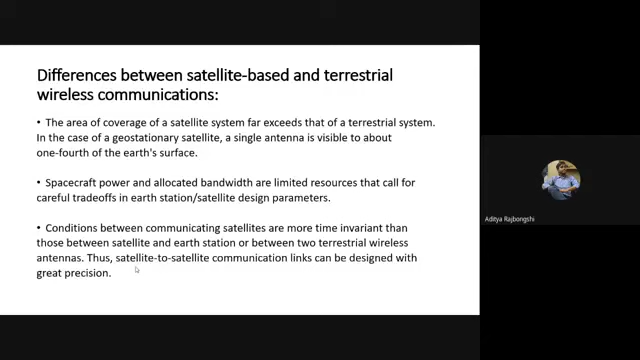 Differences between satellite-based and terrestrial
wireless communications:
• The area of coverage of a satellite system far exceeds that of a terrestrial system.
In the case of a geostationary satellite, a single antenna is visible to about
one-fourth of the earth's surface.
• Spacecraft power and allocated bandwidth are limited resources that call for
careful tradeoffs in earth station/satellite design parameters.
• Conditions between communicating satellites are more time invariant than
those between satellite and earth station or between two terrestrial wireless
antennas. Thus, satellite-to-satellite communication links can be designed with
great precision.
Aditya Rajbongshi